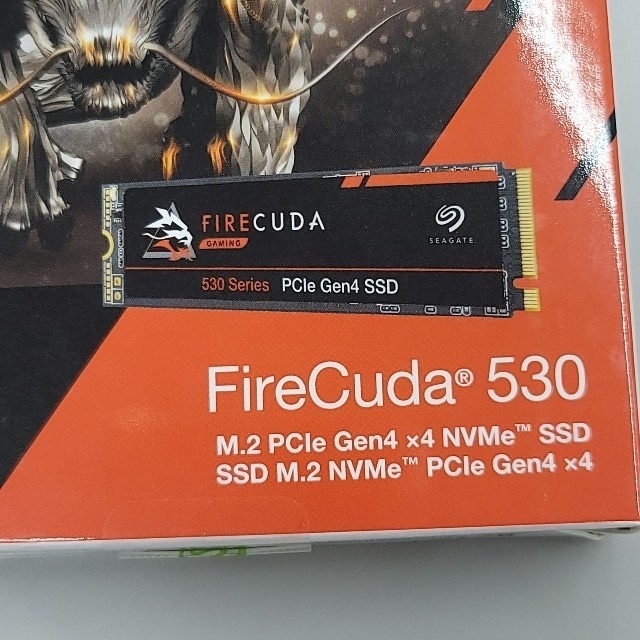 FIRECUDA
GAMING
SEAGATE
530 Series PCIe Gen4 SSD
FireCuda® 530
M.2 PCIe Gen4 ×4 NVMe™ SSD
SSD M.2 NVMe™ PCIe Gen4 ×4